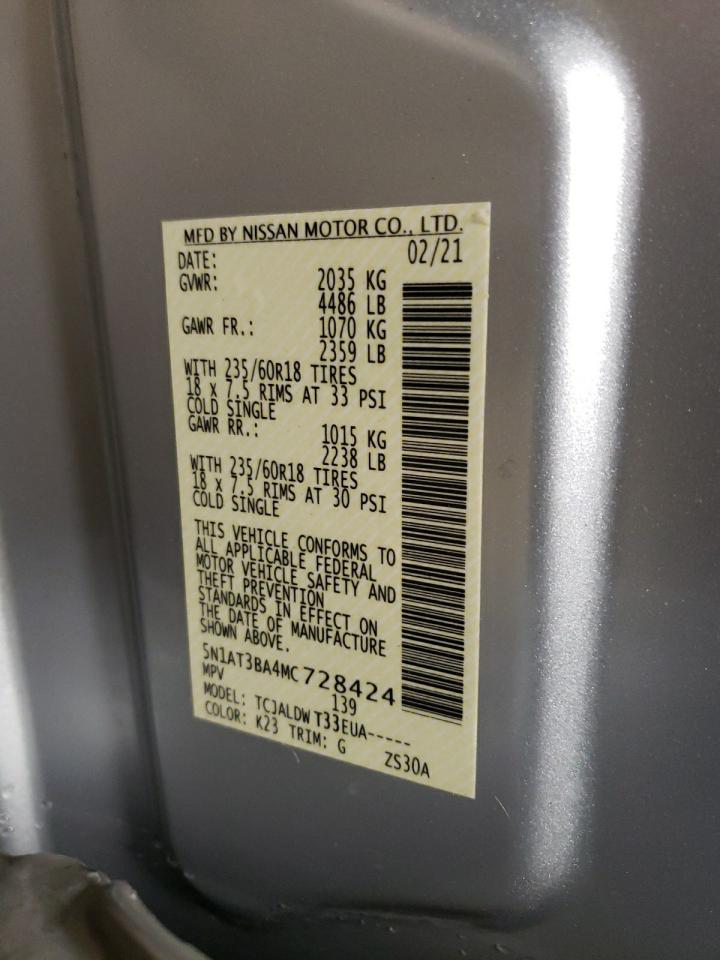 MFD BY NISSAN MOTOR CO., LTD.
DATE: 02/21
GVWR: 2035 KG
4486 LB
GAWR FR.: 1070 KG
2359 LB
WITH 235/60R18 TIRES
18 x 7.5 RIMS AT 33 PSI
COLD SINGLE
GAWR RR.: 1015 KG
2238 LB
WITH 235/60R18 TIRES
18 x 7.5 RIMS AT 30 PSI
COLD SINGLE
THIS VEHICLE CONFORMS TO
ALL APPLICABLE FEDERAL
MOTOR VEHICLE SAFETY AND
THEFT PREVENTION
STANDARDS IN EFFECT ON
THE DATE OF MANUFACTURE
SHOWN ABOVE.
5N1AT3BA4MC728424
MPV 139
MODEL: TCJALDWT33EUA-----
COLOR: K23 TRIM: G ZS30A